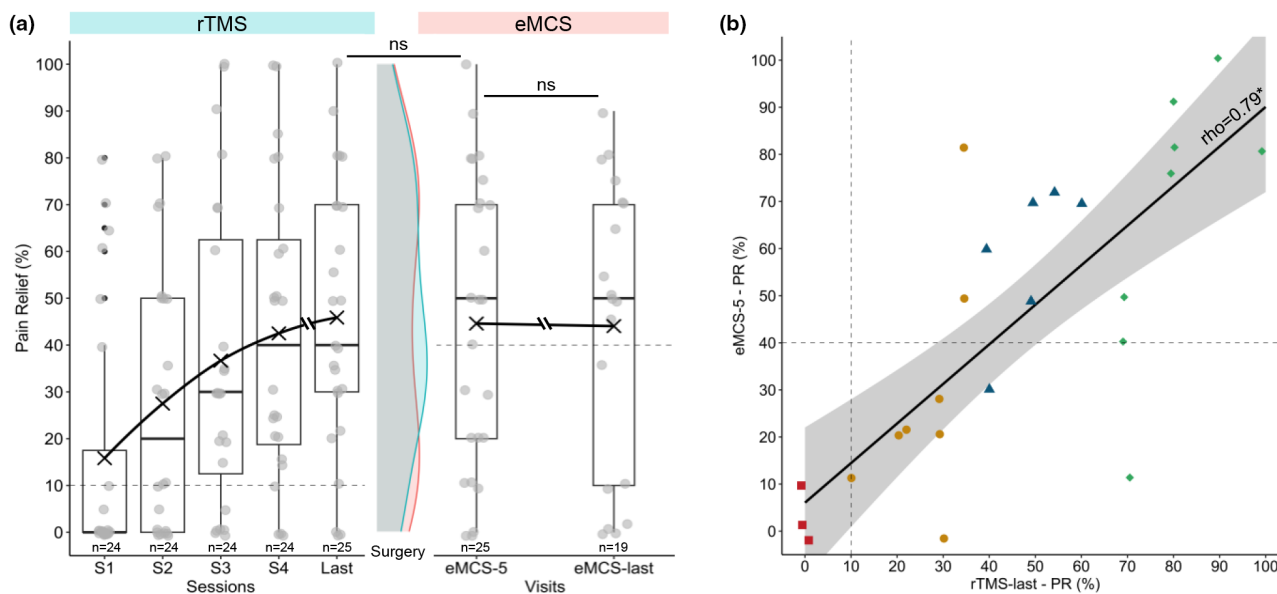 (a)
rTMS
eMCS
ns
ns
Pain Relief (%)
100
90
80
70
60
50
40
30
20
10
0
n=24
n=24
n=24
n=24
n=25
Surgery
n=25
n=19
S1
S2
S3
S4
Last
eMCS-5
eMCS-last
Sessions
Visits
(b)
eMCS-5 - PR (%)
100
90
80
70
60
50
40
30
20
10
0
rho=0.79*
0
10
20
30
40
50
60
70
80
90
100
rTMS-last - PR (%)